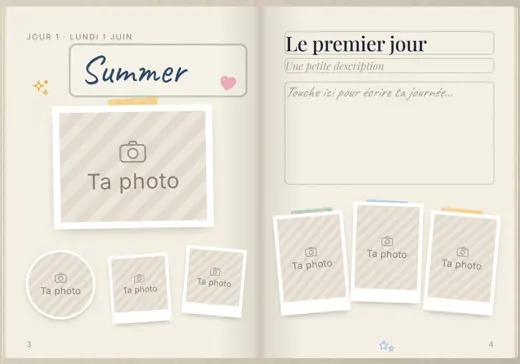 JOUR 1 · LUNDI 1 JUIN
Summer
Ta photo
Ta photo
Ta photo
Ta photo
3
Le premier jour
Une petite description
Touche ici pour écrire ta journée...
Ta photo
Ta photo
Ta photo
4